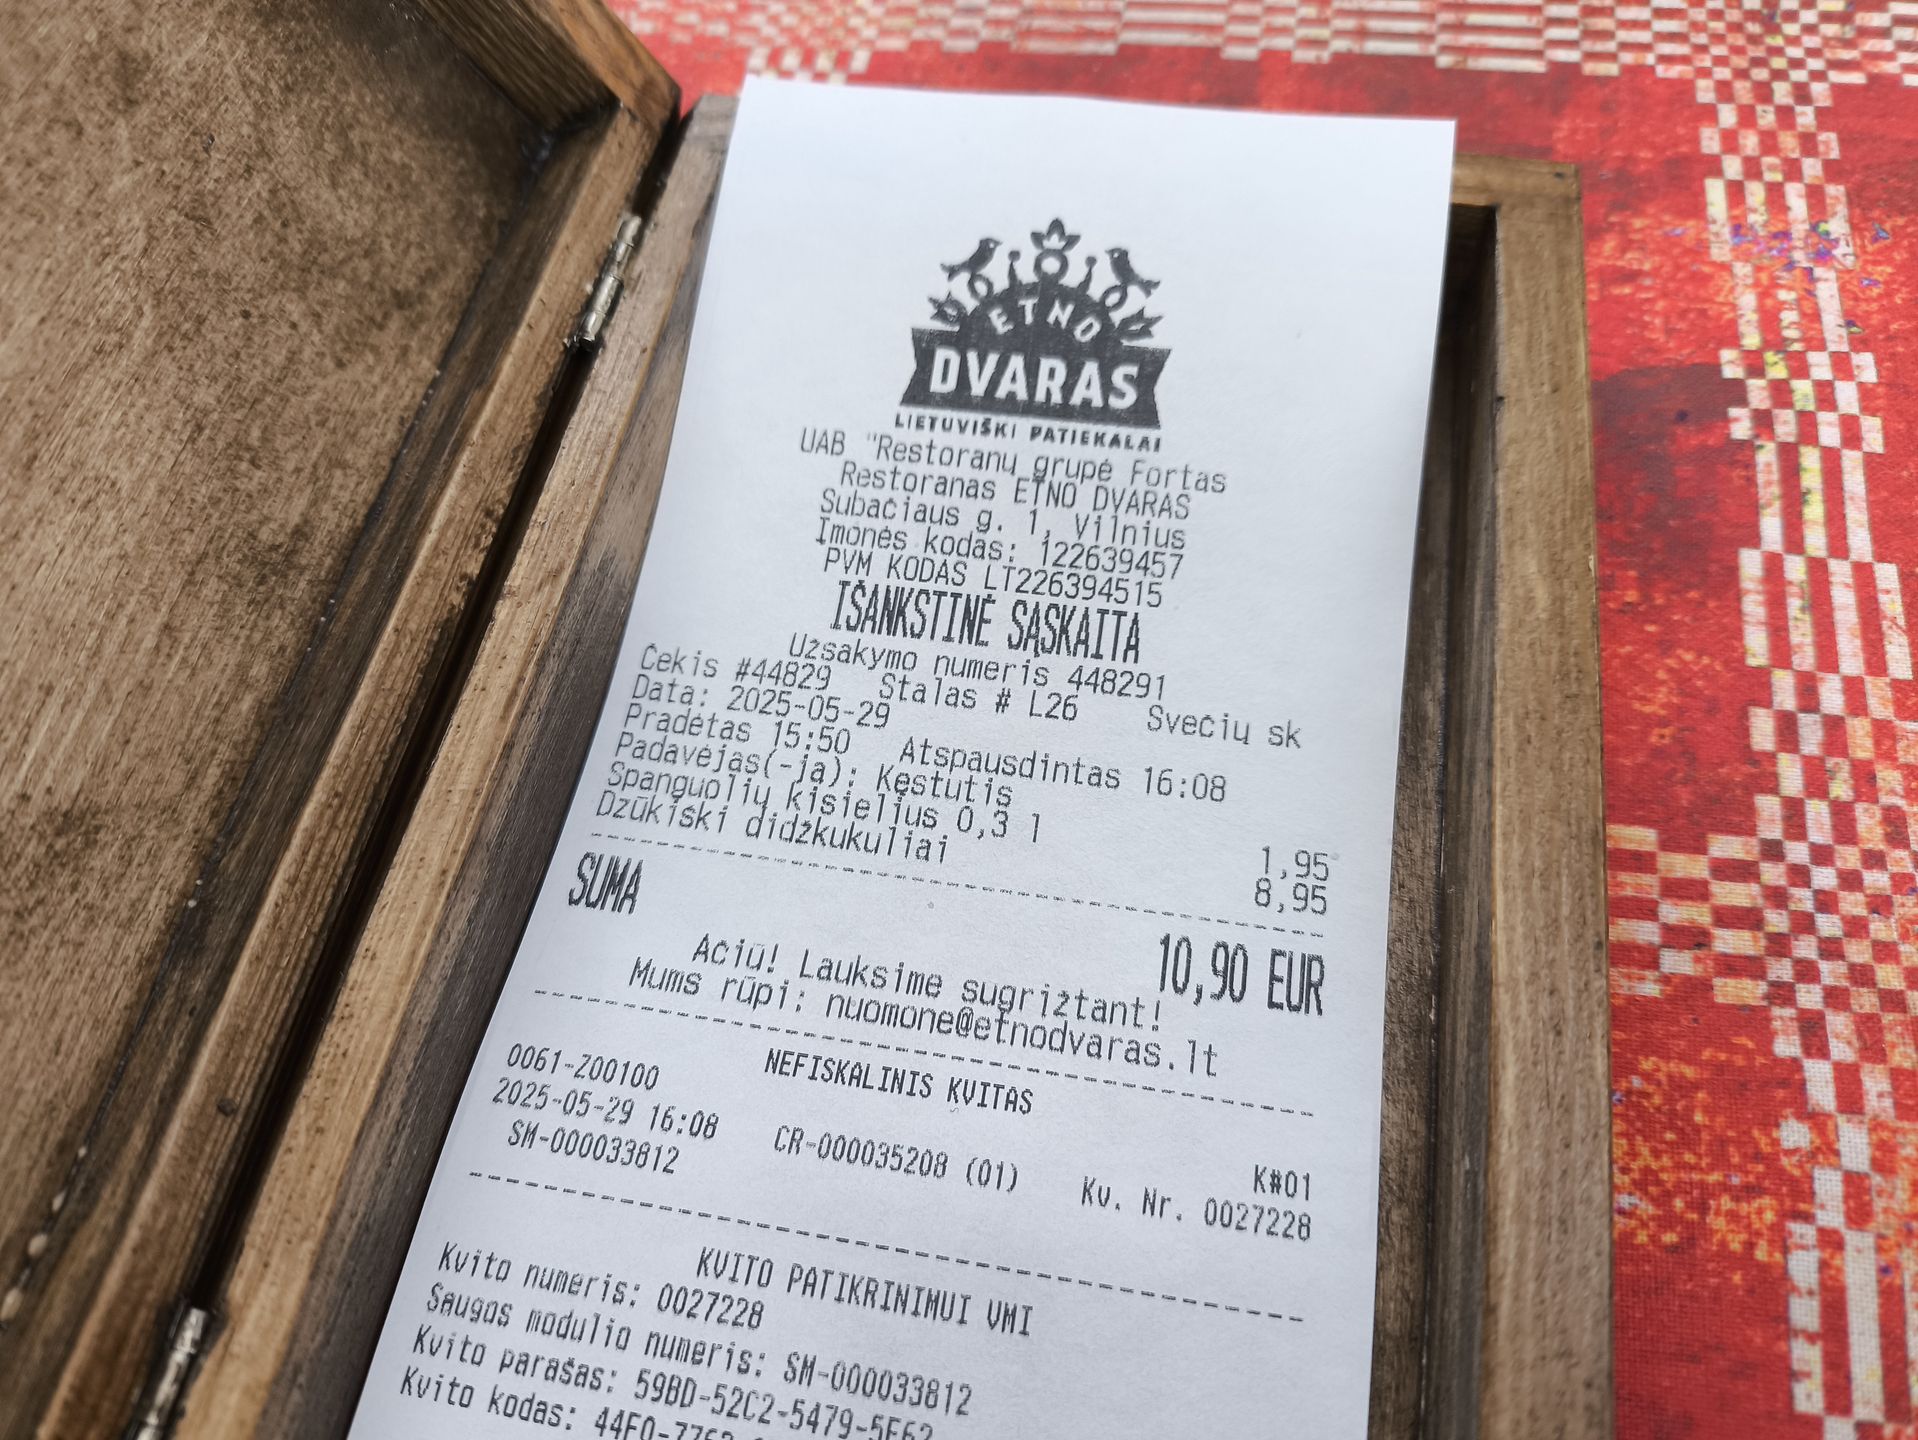 ETNO
DVARAS
LIETUVIŠKI PATIEKALAI
UAB "Restoranų grupė Fortas
Restoranas ETNO DVARAS
Subačiaus g. 1, Vilnius
Įmonės kodas: 122639457
PVM KODAS LT226394515
IŠANKSTINĖ SĄSKAITA
Užsakymo numeris 448291
Čekis #44829 Stalas # L26 Svečių sk
Data: 2025-05-29
Pradėtas 15:50 Atspausdintas 16:08
Padavėjas(-ja): Kęstutis
Spanguolių kisielius 0,3 l 1,95
Dzūkiški didžkukuliai 8,95
SUMA 10,90 EUR
Ačiū! Lauksime sugrįžtant!
Mums rūpi: nuomone@etnodvaras.lt
NEFISKALINIS KVITAS
0061-Z00100 K#01
2025-05-29 16:08 CR-000035208 (01) Kv. Nr. 0027228
SM-000033812
KVITO PATIKRINIMUI VMI
Kvito numeris: 0027228
Saugos modulio numeris: SM-000033812
Kvito parašas: 59BD-52C2-5479-5E62
Kvito kodas: